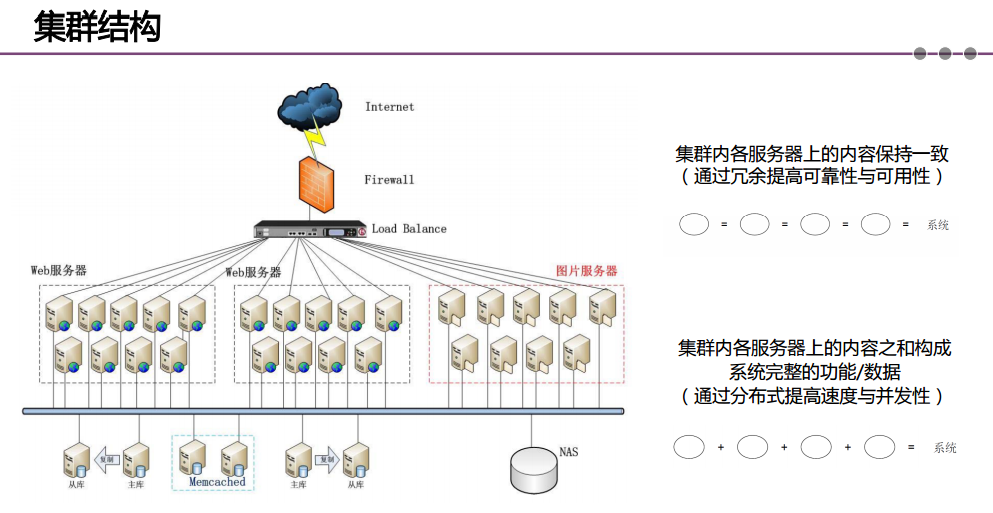 集群结构
Internet
Firewall
Load Balance
Web服务器
Web服务器
图片服务器
复制
复制
从库
主库
Memcached
主库
从库
NAS
集群内各服务器上的内容保持一致
（通过冗余提高可靠性与可用性）
= = = = 系统
集群内各服务器上的内容之和构成
系统完整的功能/数据
（通过分布式提高速度与并发性）
+ + + = 系统